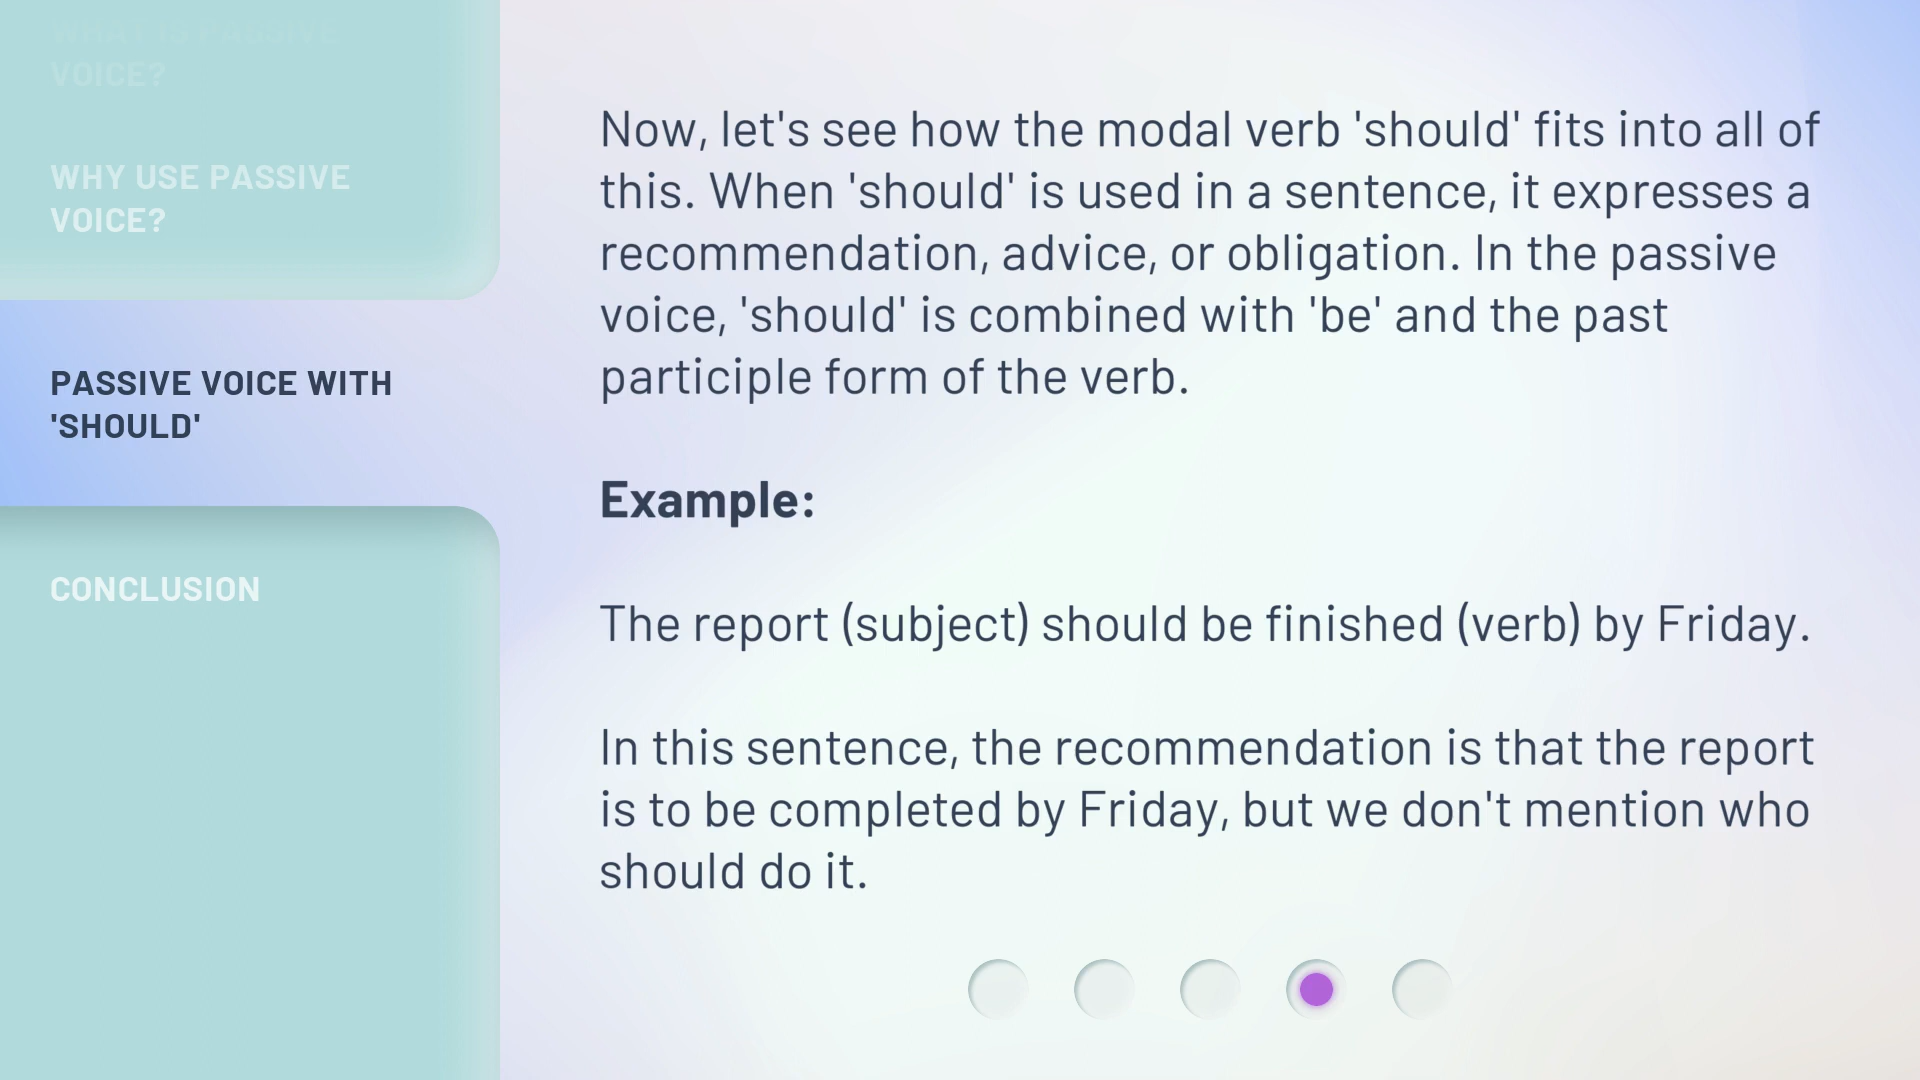 WHAT IS PASSIVE
VOICE?
WHY USE PASSIVE
VOICE?
PASSIVE VOICE WITH
'SHOULD'
CONCLUSION
Now, let's see how the modal verb 'should' fits into all of
this. When 'should' is used in a sentence, it expresses a
recommendation, advice, or obligation. In the passive
voice, 'should' is combined with 'be' and the past
participle form of the verb.
Example:
The report (subject) should be finished (verb) by Friday.
In this sentence, the recommendation is that the report
is to be completed by Friday, but we don't mention who
should do it.